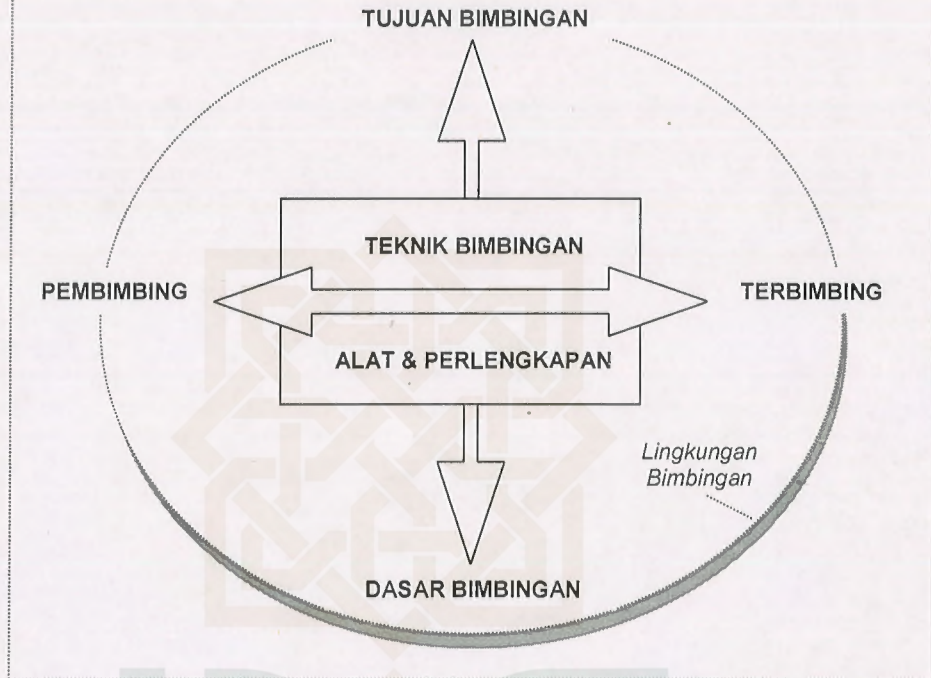 TUJUAN BIMBINGAN
TEKNIK BIMBINGAN
PEMBIMBING
TERBIMBING
ALAT & PERLENGKAPAN
Lingkungan
Bimbingan
DASAR BIMBINGAN